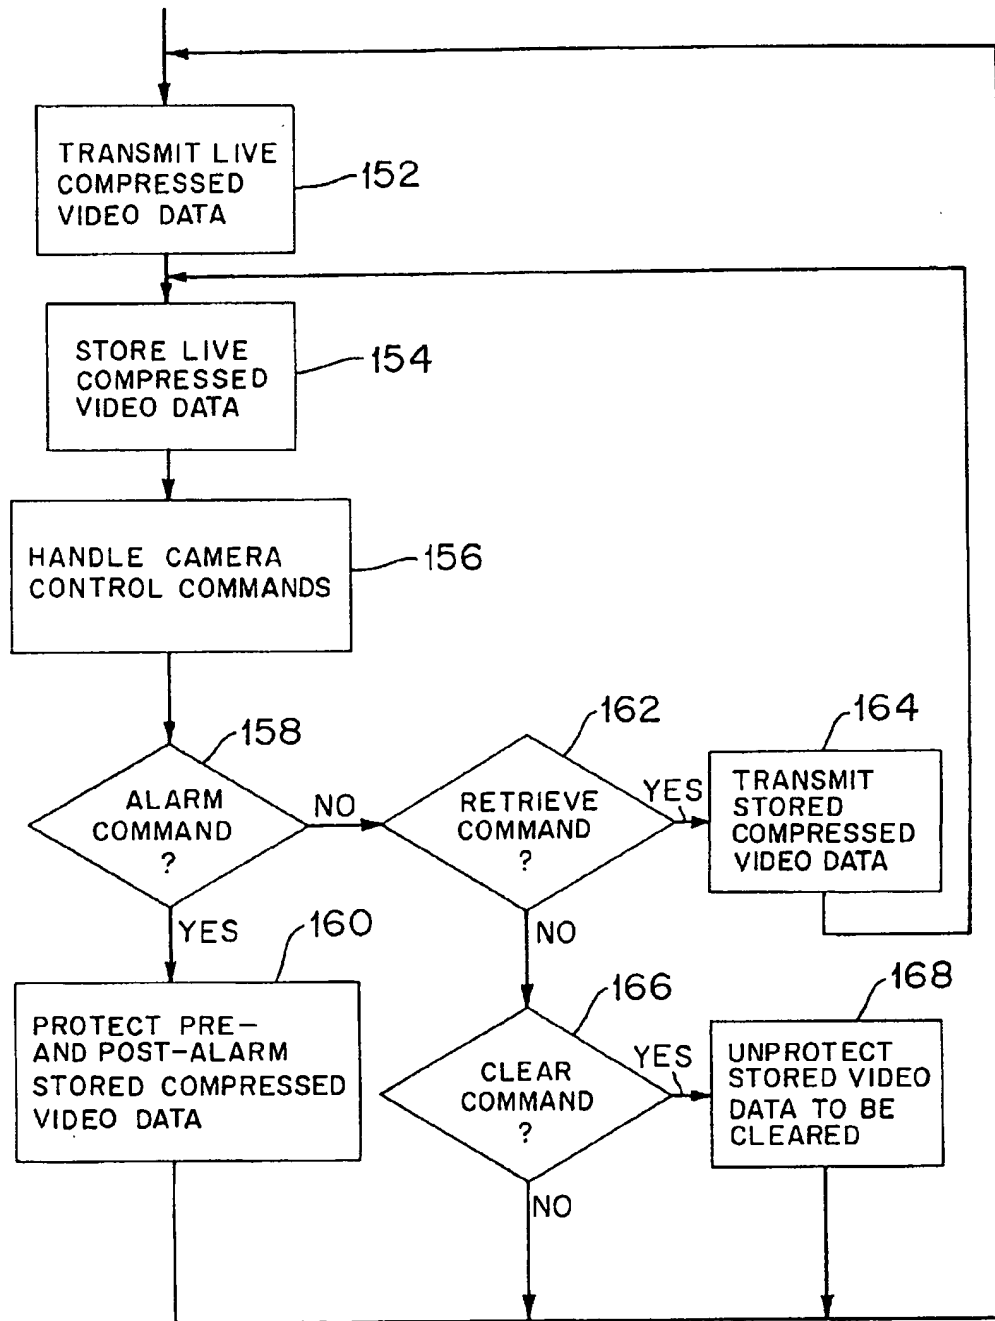 TRANSMIT LIVE
COMPRESSED
VIDEO DATA
152
STORE LIVE
COMPRESSED
VIDEO DATA
154
HANDLE CAMERA
CONTROL COMMANDS
156
ALARM
COMMAND
?
158
NO
YES
RETRIEVE
COMMAND
?
162
YES
NO
TRANSMIT
STORED
COMPRESSED
VIDEO DATA
164
PROTECT PRE-
AND POST-ALARM
STORED COMPRESSED
VIDEO DATA
160
CLEAR
COMMAND
?
166
YES
NO
UNPROTECT
STORED VIDEO
DATA TO BE
CLEARED
168